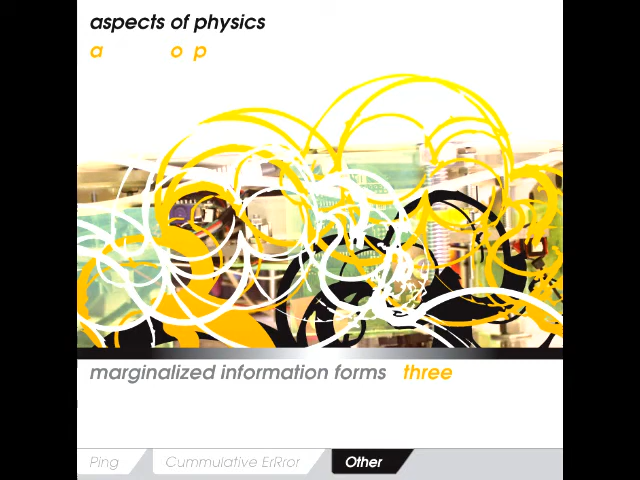 aspects of physics
a o p
marginalized information forms three
Ping Cummulative ErRror Other